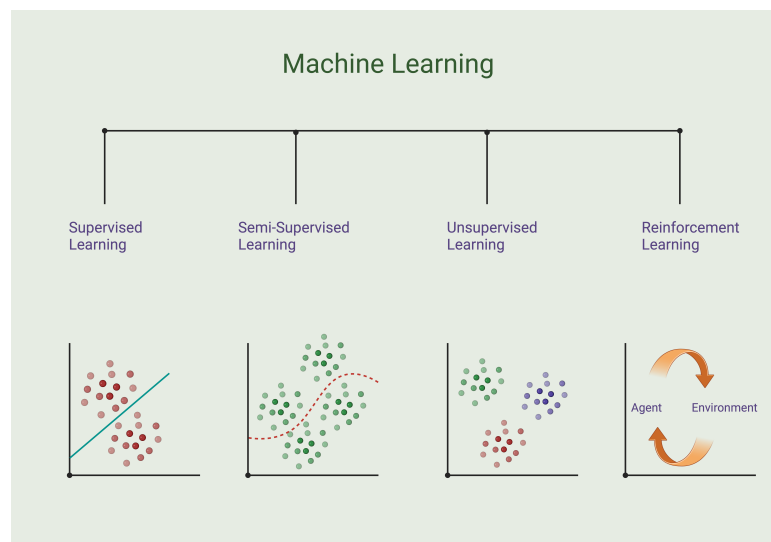 Machine Learning
Supervised
Learning
Semi-Supervised
Learning
Unsupervised
Learning
Reinforcement
Learning
Agent
Environment